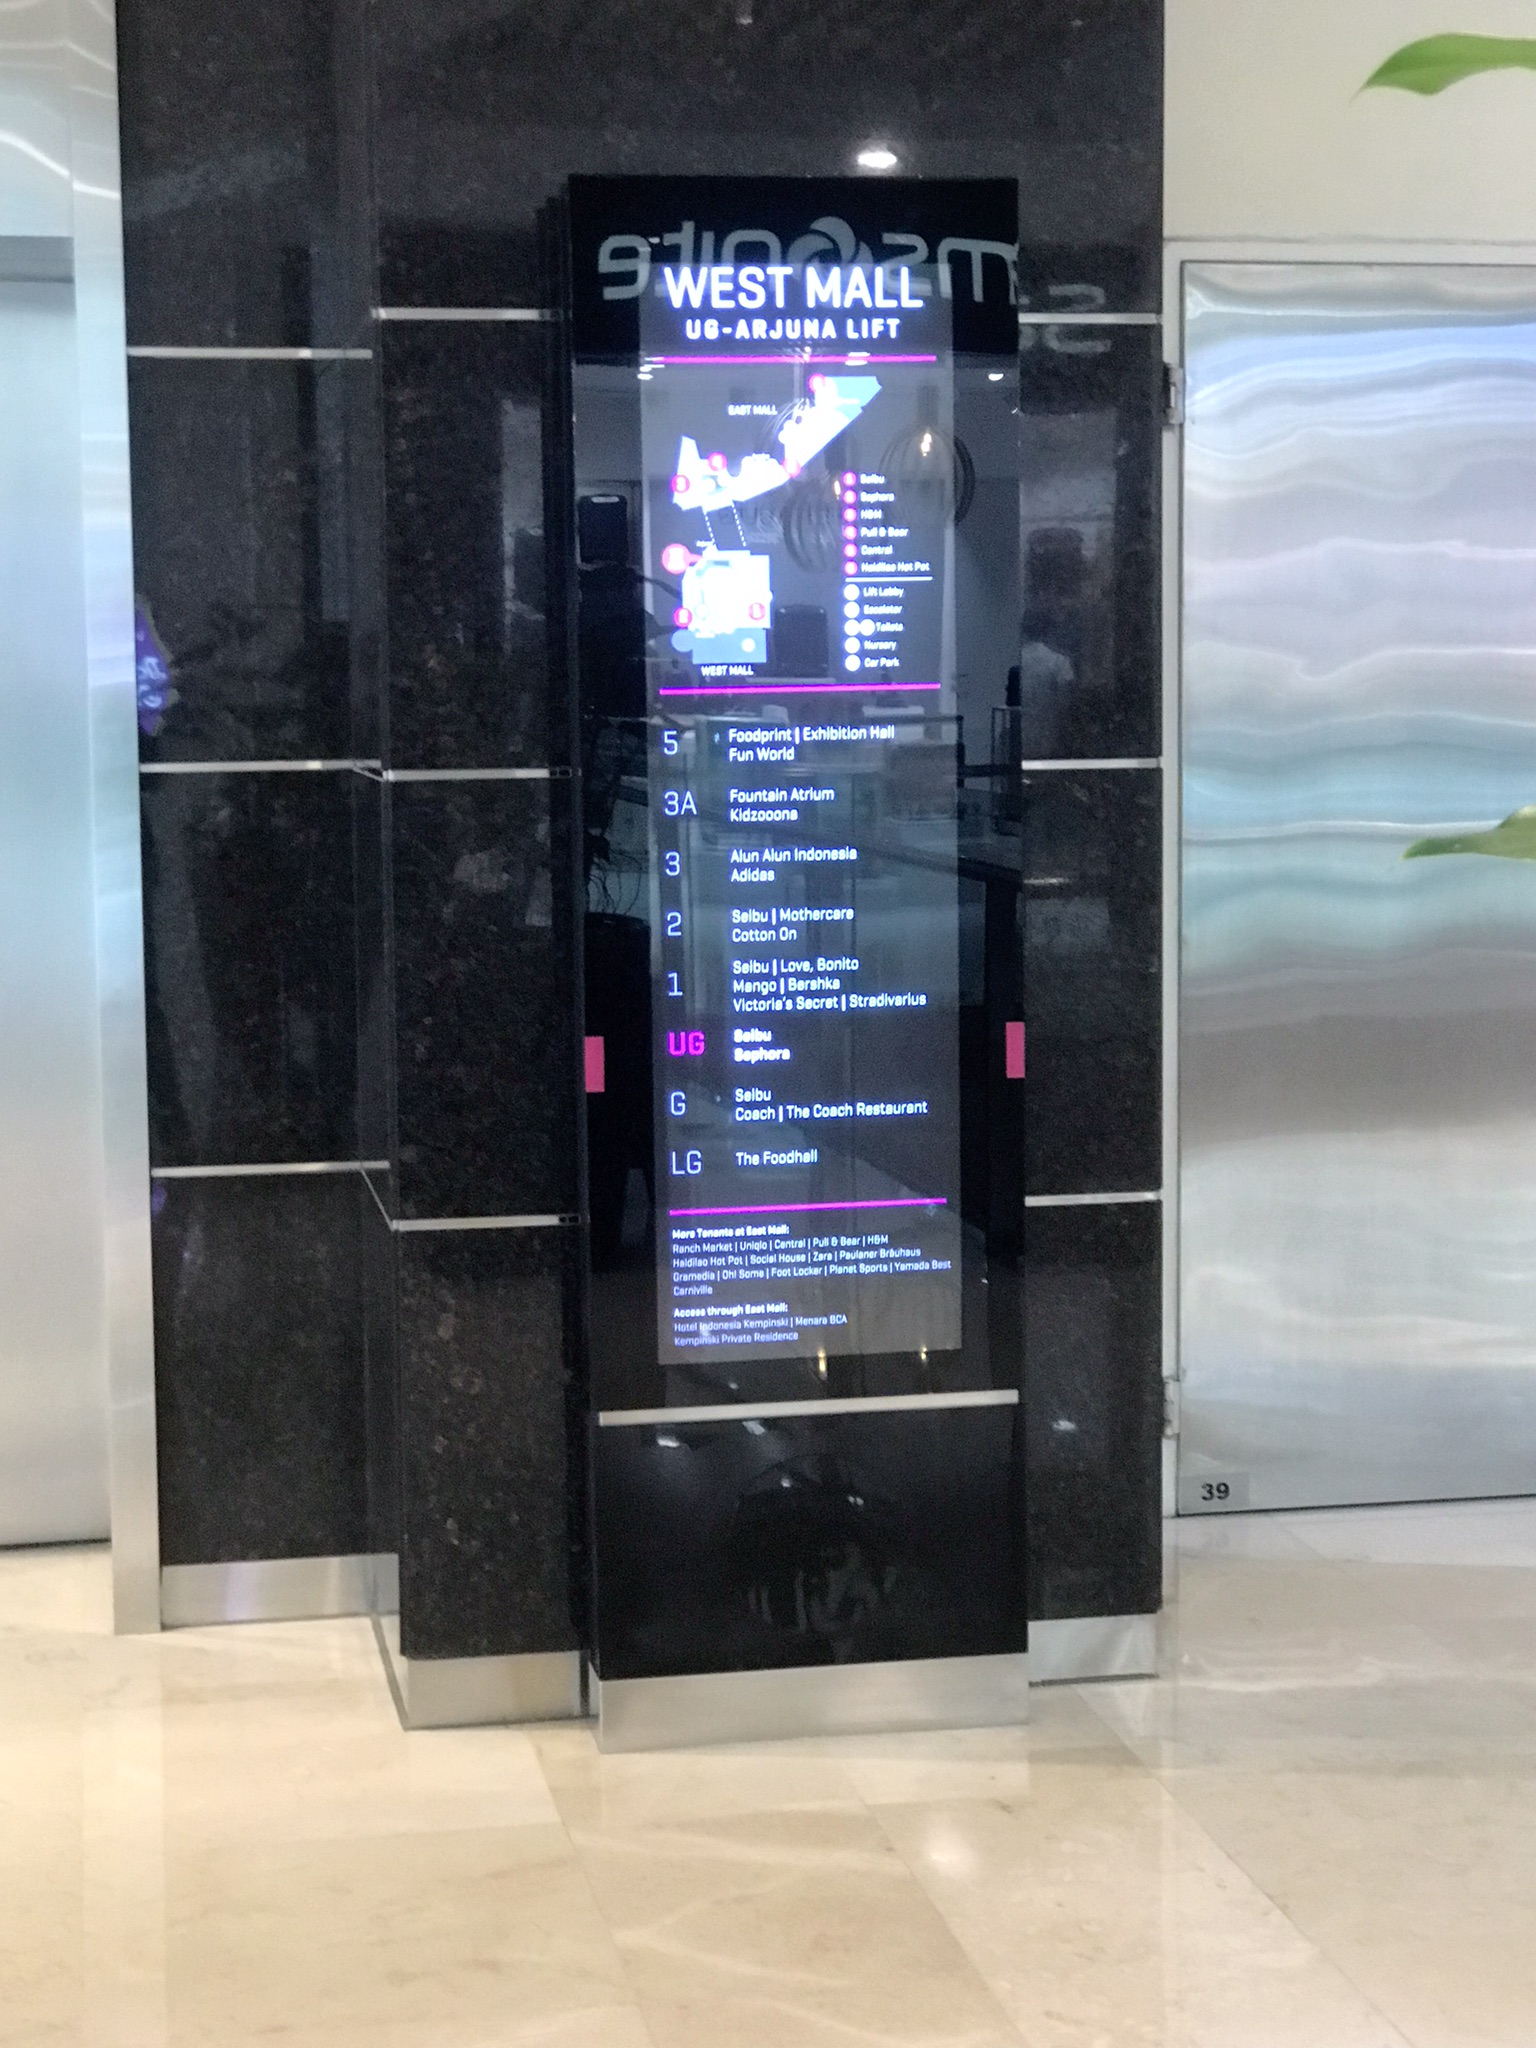 WEST MALL
UG-ARJUNA LIFT
EAST MALL
Seibu
Sephora
H&M
Pull & Bear
Central
Haidilao Hot Pot
Lift Lobby
Escalator
Toilets
Nursery
Car Park
WEST MALL
5 Foodprint | Exhibition Hall
Fun World
3A Fountain Atrium
Kidzooona
3 Alun Alun Indonesia
Adidas
2 Seibu | Mothercare
Cotton On
1 Seibu | Love, Bonito
Mango | Bershka
Victoria's Secret | Stradivarius
UG Seibu
Sephora
G Seibu
Coach | The Coach Restaurant
LG The Foodhall
More Tenants at East Mall:
Ranch Market | Uniqlo | Central | Pull & Bear | H&M
Haidilao Hot Pot | Social House | Zara | Paulaner Bräuhaus
Gramedia | Oh! Some | Foot Locker | Planet Sports | Yamada Best
Carniville
Access through East Mall:
Hotel Indonesia Kempinski | Menara BCA
Kempinski Private Residence
39